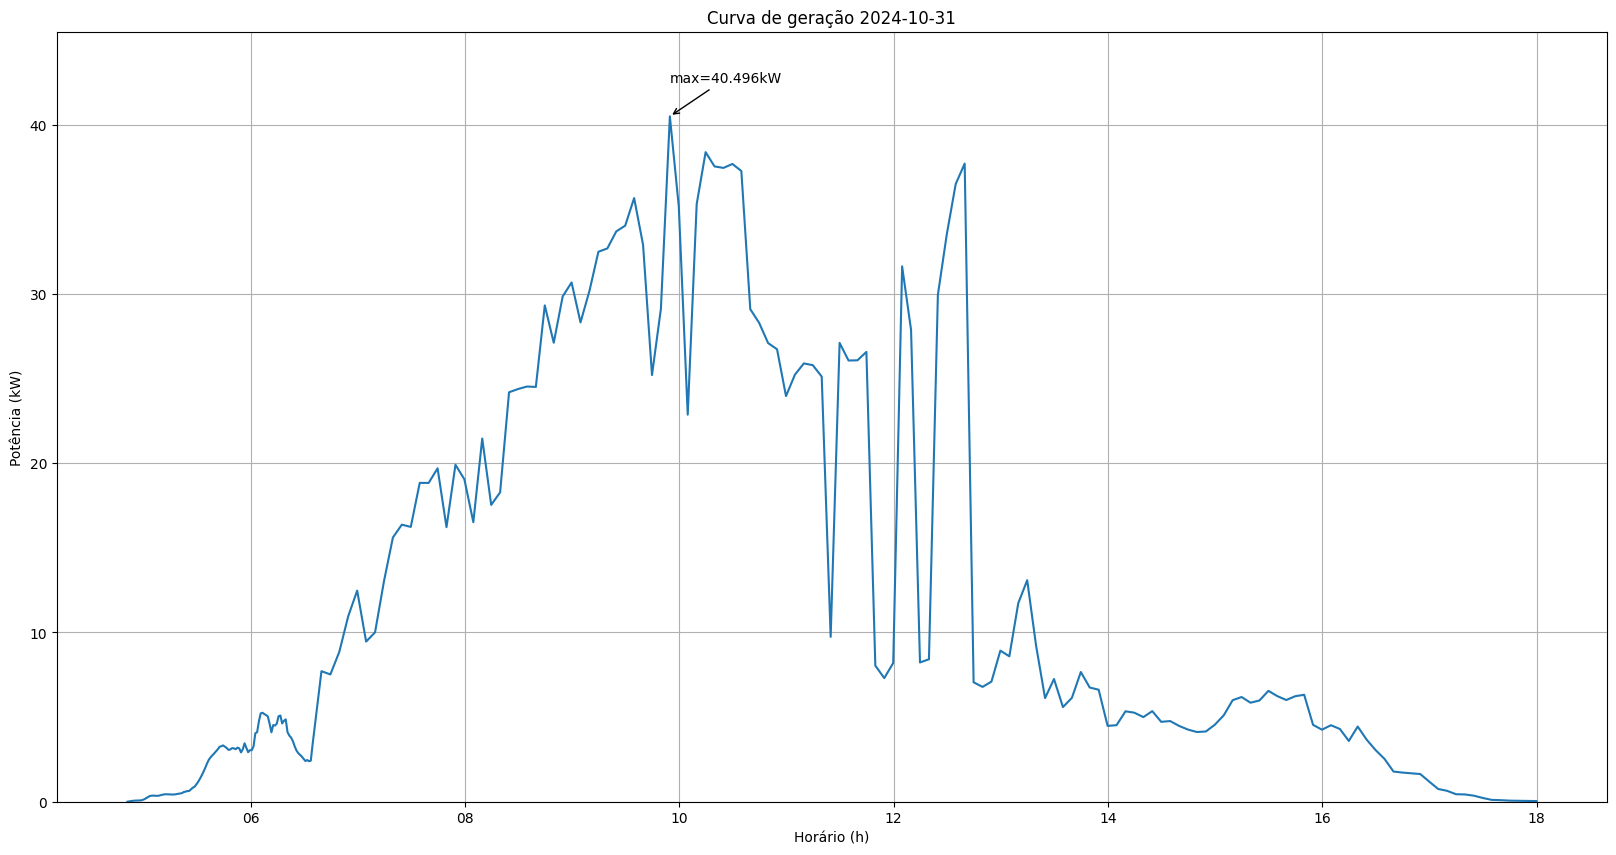 Curva de geração 2024-10-31
max=40.496kW
Potência (kW)
40
30
20
10
0
06 08 10 12 14 16 18
Horário (h)